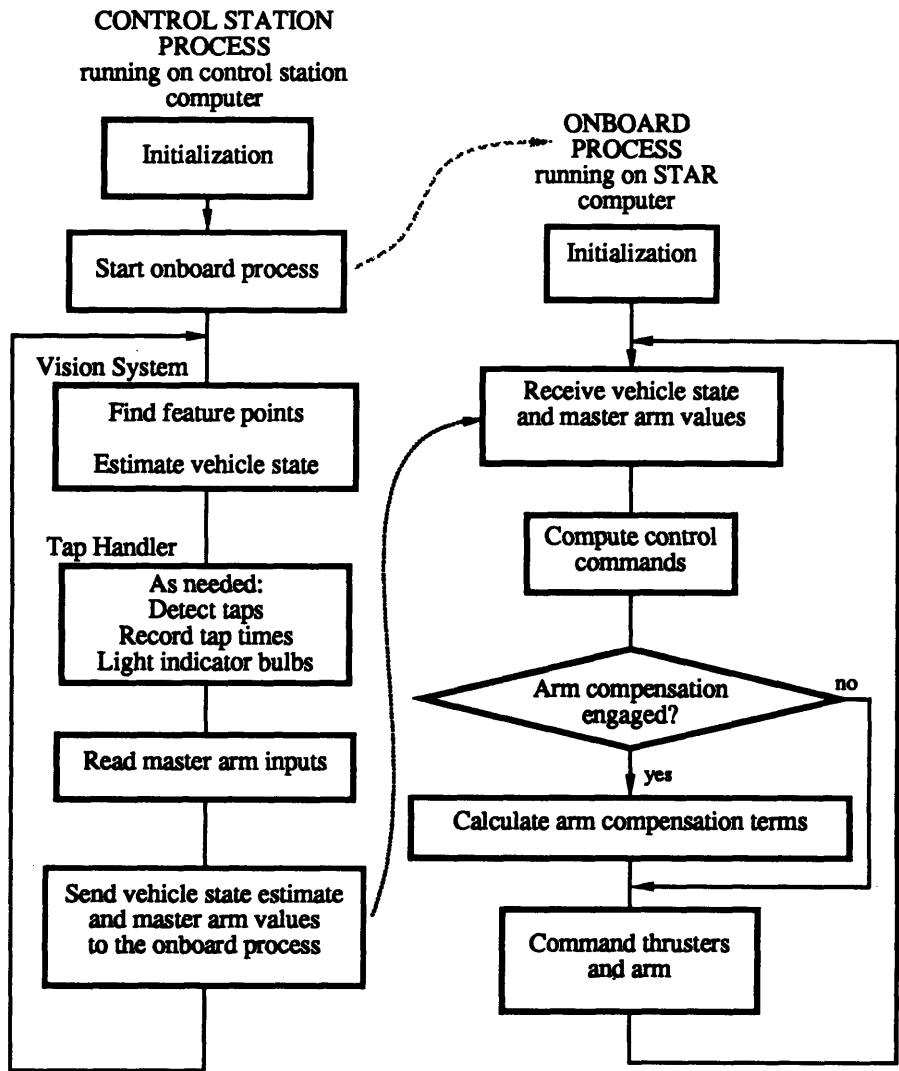 CONTROL STATION
PROCESS
running on control station
computer
Initialization
Start onboard process
Vision System
Find feature points
Estimate vehicle state
Tap Handler
As needed:
Detect taps
Record tap times
Light indicator bulbs
Read master arm inputs
Send vehicle state estimate
and master arm values
to the onboard process
ONBOARD
PROCESS
running on STAR
computer
Initialization
Receive vehicle state
and master arm values
Compute control
commands
Arm compensation
engaged?
no
yes
Calculate arm compensation terms
Command thrusters
and arm